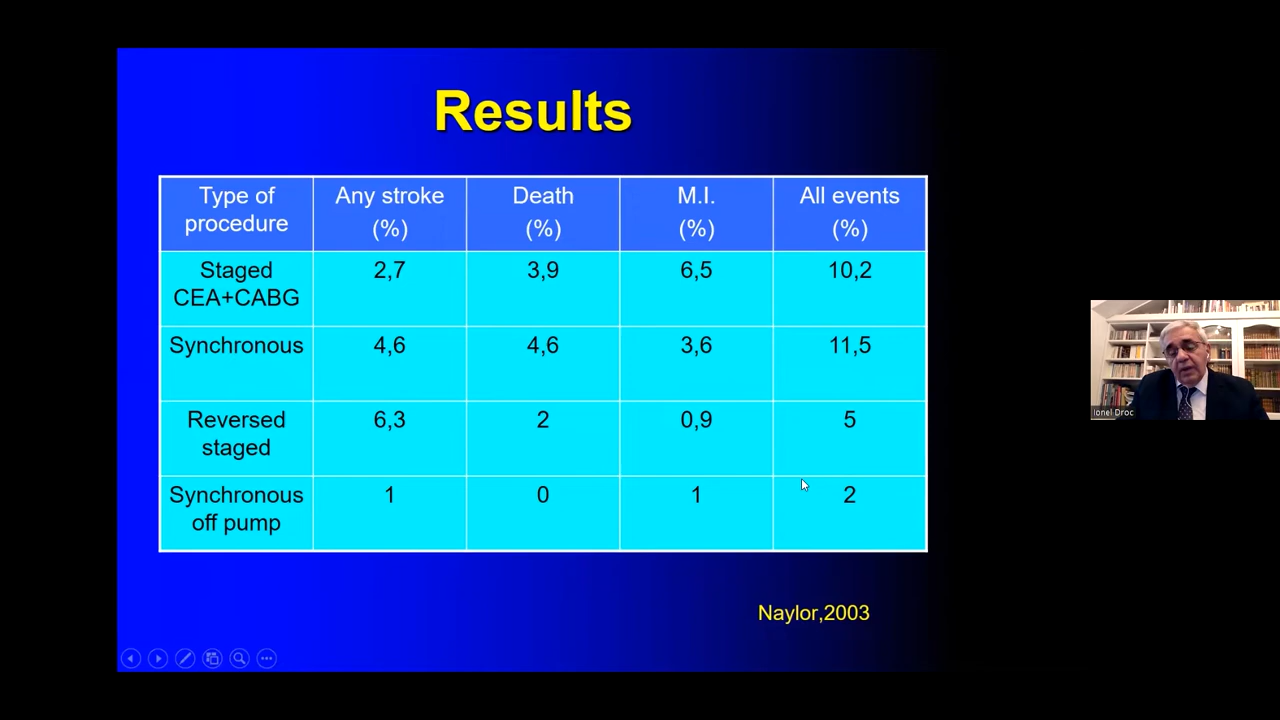 Results
Type of procedure
Any stroke (%)
Death (%)
M.I. (%)
All events (%)
Staged CEA+CABG
2,7
3,9
6,5
10,2
Synchronous
4,6
4,6
3,6
11,5
Reversed staged
6,3
2
0,9
5
Synchronous off pump
1
0
1
2
Naylor,2003
ionel Droc